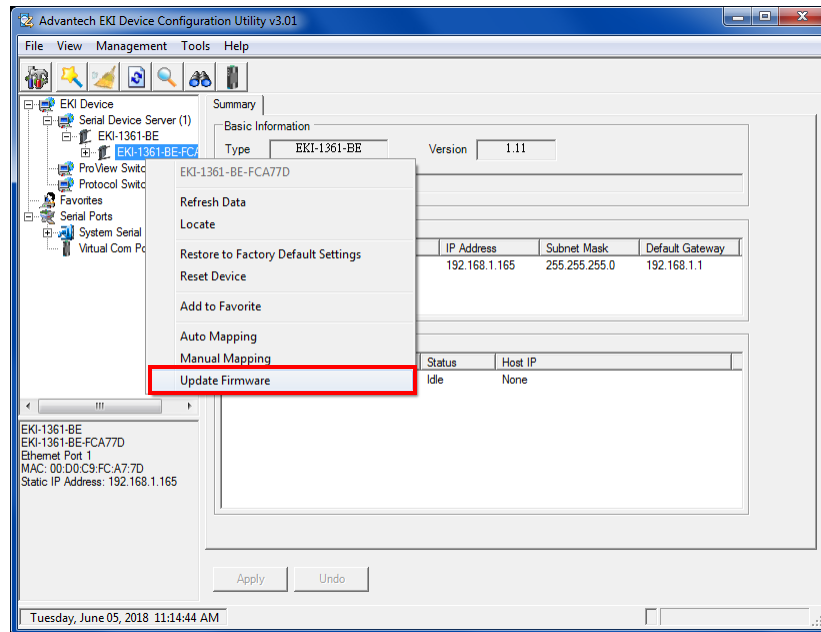 Advantech EKI Device Configuration Utility v3.01
File View Management Tools Help
EKI Device
Serial Device Server (1)
EKI-1361-BE
EKI-1361-BE-FCA
ProView Switc
Protocol Switc
Favorites
Serial Ports
System Serial
Virtual Com Po
Summary
Basic Information
Type EKI-1361-BE Version 1.11
IP Address Subnet Mask Default Gateway
192.168.1.165 255.255.255.0 192.168.1.1
Status Host IP
Idle None
EKI-1361-BE-FCA77D
Refresh Data
Locate
Restore to Factory Default Settings
Reset Device
Add to Favorite
Auto Mapping
Manual Mapping
Update Firmware
EKI-1361-BE
EKI-1361-BE-FCA77D
Ethernet Port 1
MAC: 00:D0:C9:FC:A7:7D
Static IP Address: 192.168.1.165
Apply Undo
Tuesday, June 05, 2018 11:14:44 AM